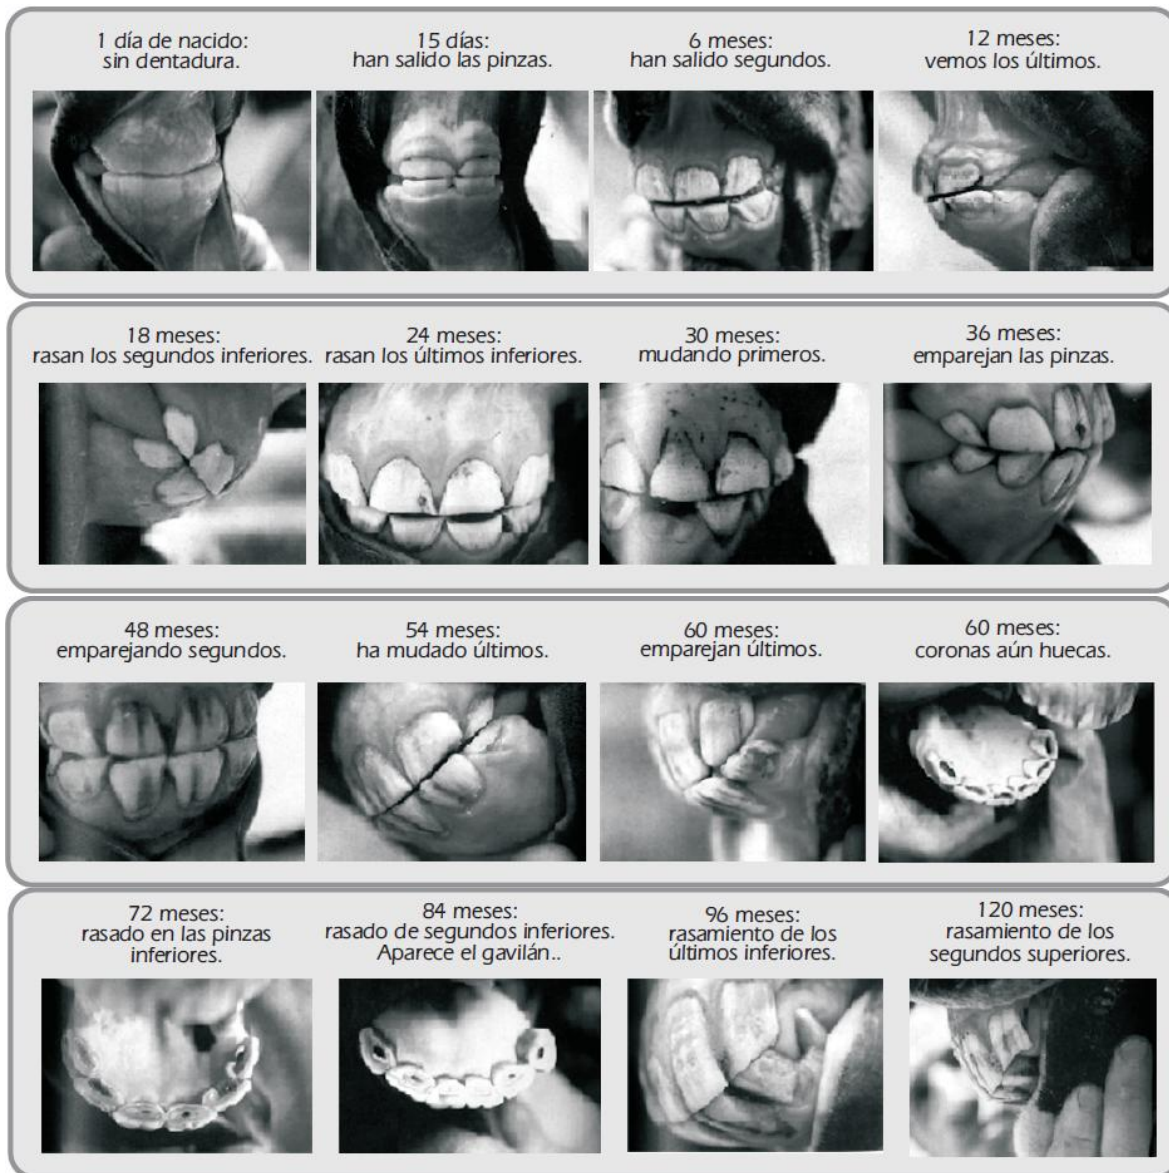 1 día de nacido:
sin dentadura.
15 días:
han salido las pinzas.
6 meses:
han salido segundos.
12 meses:
vemos los últimos.
18 meses:
rasan los segundos inferiores.
24 meses:
rasan los últimos inferiores.
30 meses:
mudando primeros.
36 meses:
emparejan las pinzas.
48 meses:
emparejando segundos.
54 meses:
ha mudado últimos.
60 meses:
emparejan últimos.
60 meses:
coronas aún huecas.
72 meses:
rasado en las pinzas
inferiores.
84 meses:
rasado de segundos inferiores.
Aparece el gavilán..
96 meses:
rasamiento de los
últimos inferiores.
120 meses:
rasamiento de los
segundos superiores.